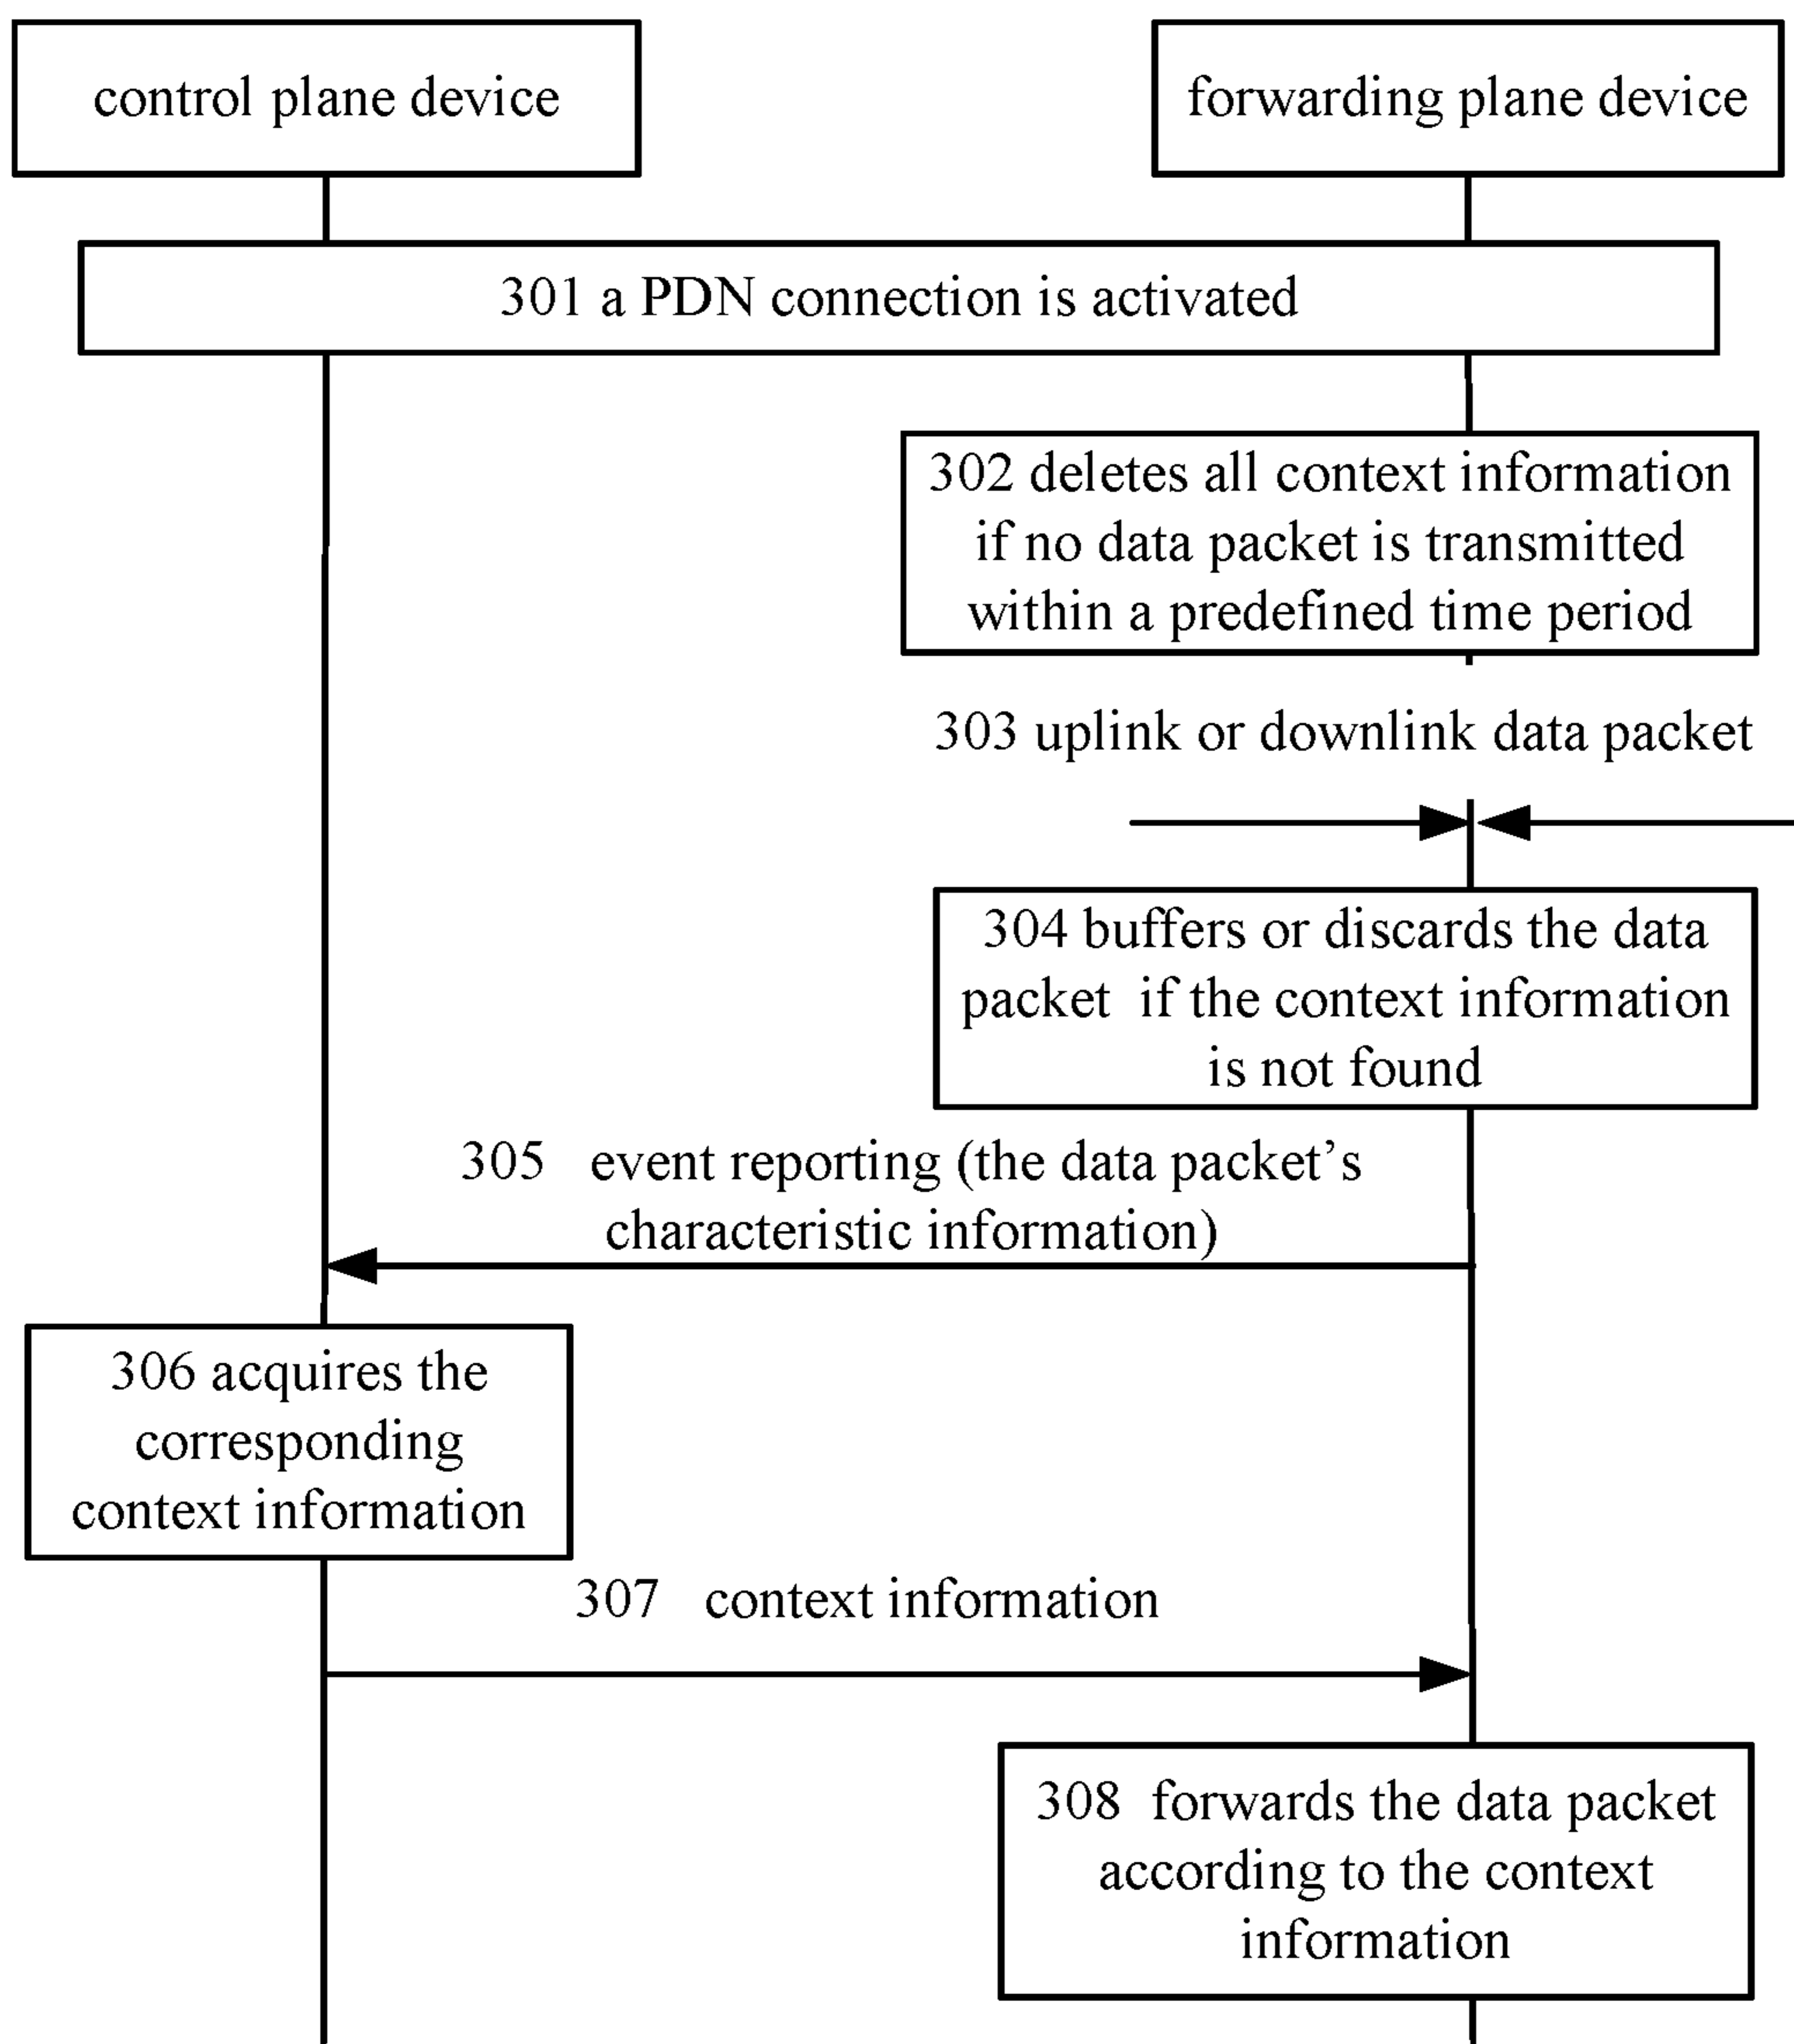 control plane device
forwarding plane device
301 a PDN connection is activated
302 deletes all context information
if no data packet is transmitted
within a predefined time period
303 uplink or downlink data packet
304 buffers or discards the data
packet if the context information
is not found
305 event reporting (the data packet’s
characteristic information)
306 acquires the
corresponding
context information
307 context information
308 forwards the data packet
according to the context
information